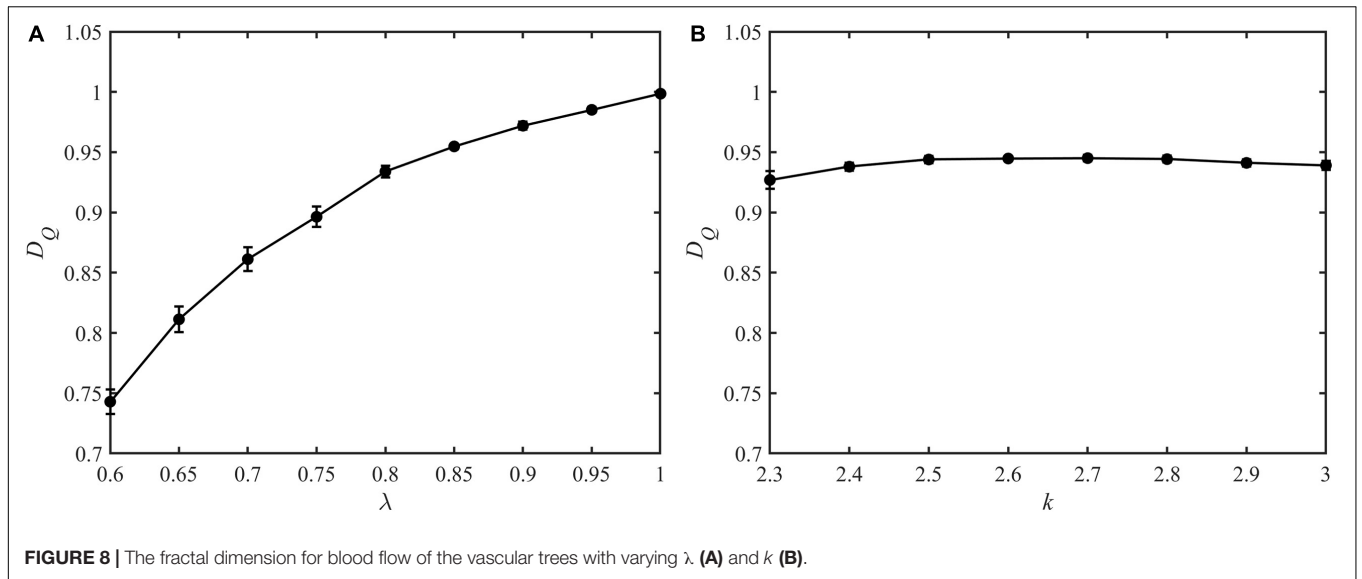 A
1.05
1
0.95
0.9
0.85
0.8
0.75
0.7
D_Q
0.6 0.65 0.7 0.75 0.8 0.85 0.9 0.95 1
λ
B
1.05
1
0.95
0.9
0.85
0.8
0.75
0.7
D_Q
2.3 2.4 2.5 2.6 2.7 2.8 2.9 3
k
FIGURE 8 | The fractal dimension for blood flow of the vascular trees with varying λ (A) and k (B).